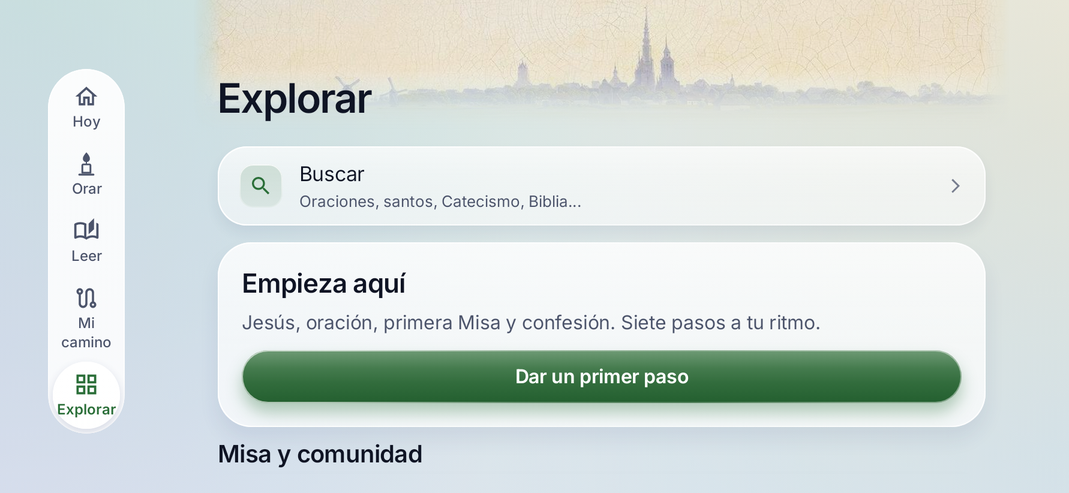 Explorar
Hoy
Orar
Leer
Mi
camino
Explorar
Buscar
Oraciones, santos, Catecismo, Biblia...
Empieza aquí
Jesús, oración, primera Misa y confesión. Siete pasos a tu ritmo.
Dar un primer paso
Misa y comunidad